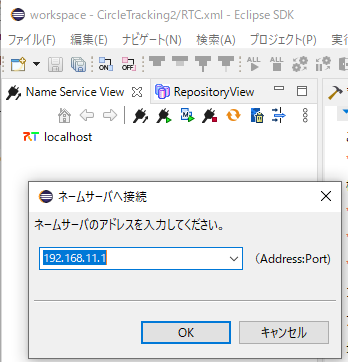 workspace - CircleTracking2/RTC.xml - Eclipse SDK
ファイル(F) 編集(E) ナビゲート(N) 検索(A) プロジェクト(P)
Name Service View RepositoryView
localhost
ネームサーバへ接続
ネームサーバのアドレスを入力してください。
192.168.11.1 (Address:Port)
OK キャンセル